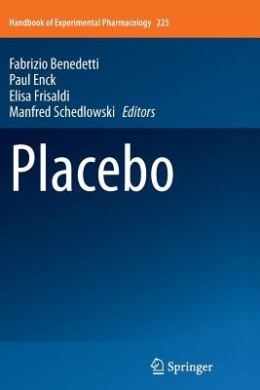 Handbook of Experimental Pharmacology 225
Fabrizio Benedetti
Paul Enck
Elisa Frisaldi
Manfred Schedlowski Editors
Placebo
Springer